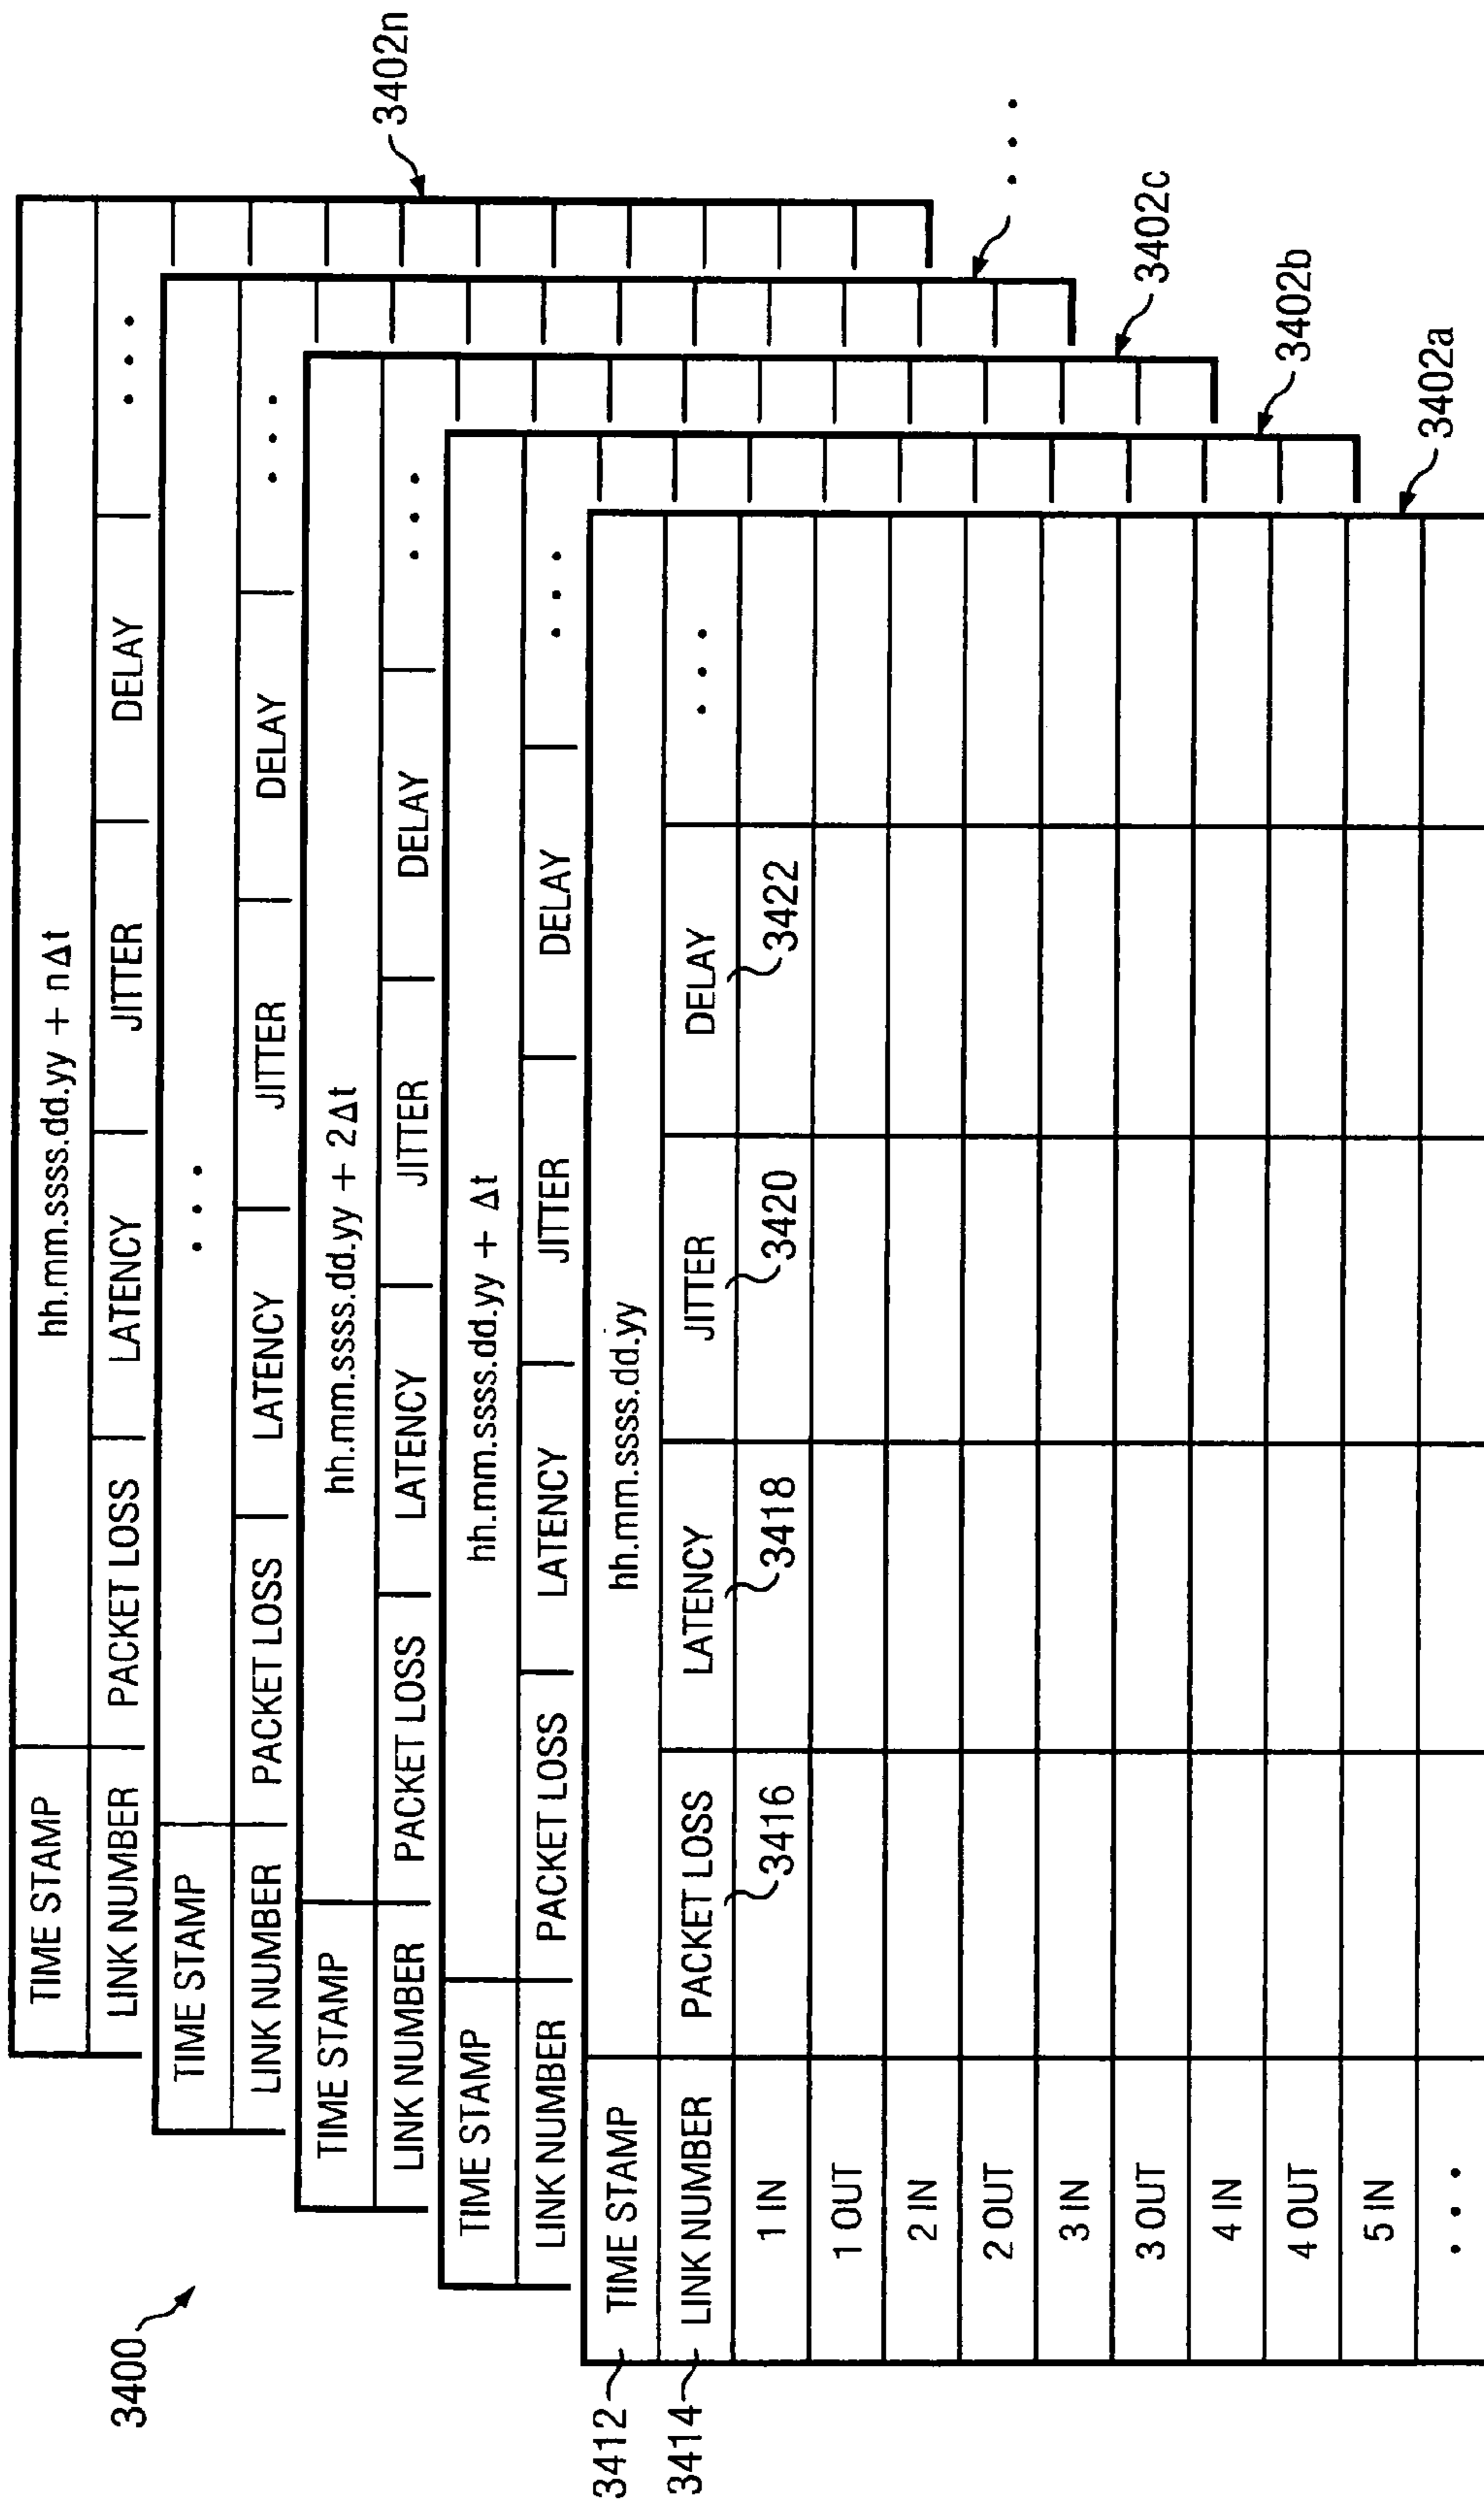 3400
TIME STAMP hh.mm.ssss.dd.yy + nΔt
LINK NUMBER PACKET LOSS LATENCY JITTER DELAY • • •
3402n
TIME STAMP • • •
LINK NUMBER PACKET LOSS LATENCY JITTER DELAY • • •
• • •
TIME STAMP hh.mm.ssss.dd.yy + 2Δt
LINK NUMBER PACKET LOSS LATENCY JITTER DELAY • • •
3402c
TIME STAMP hh.mm.ssss.dd.yy + Δt
LINK NUMBER PACKET LOSS LATENCY JITTER DELAY • • •
3402b
3412 TIME STAMP hh.mm.ssss.dd.yy
3414 LINK NUMBER PACKET LOSS LATENCY JITTER DELAY • • •
1 IN 3416 3418 3420 3422
1 OUT
2 IN
2 OUT
3 IN
3 OUT
4 IN
4 OUT
5 IN
3402a
• • •